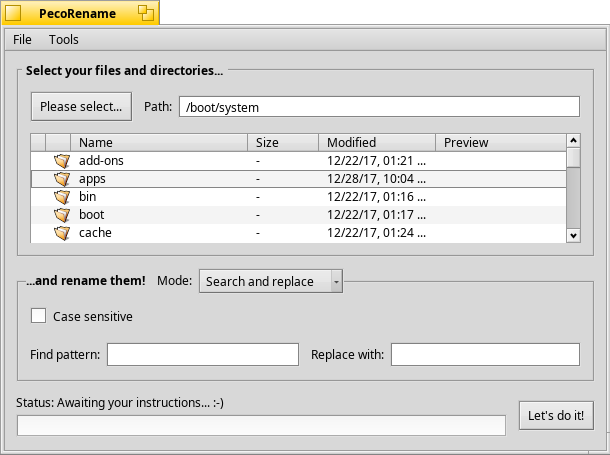 PecoRename
File Tools
Select your files and directories...
Please select... Path: /boot/system
Name Size Modified Preview
add-ons - 12/22/17, 01:21 ...
apps - 12/28/17, 10:04 ...
bin - 12/22/17, 01:16 ...
boot - 12/22/17, 01:17 ...
cache - 12/22/17, 01:24 ...
...and rename them! Mode: Search and replace
Case sensitive
Find pattern: Replace with:
Status: Awaiting your instructions... :-)
Let's do it!